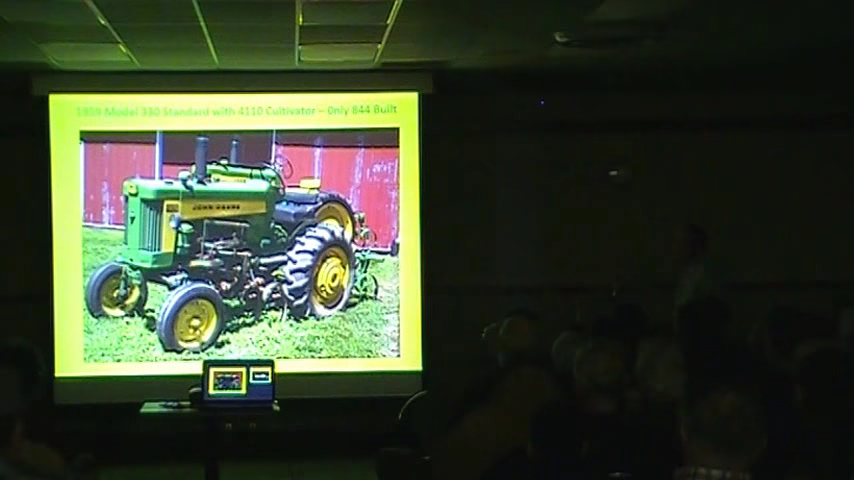 1959 Model 330 Standard with 4110 Cultivator – Only 844 Built
JOHN DEERE